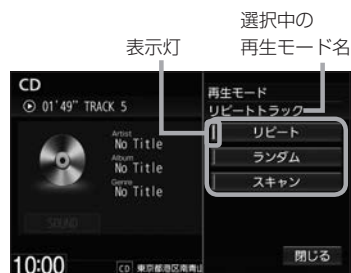 選択中の
再生モード名
表示灯
CD
01'49" TRACK 5
Artist
No Title
Album
No Title
Genre
No Title
SOUND
10:00
CD 東京都港区南青山
再生モード
リピートトラック
リピート
ランダム
スキャン
閉じる